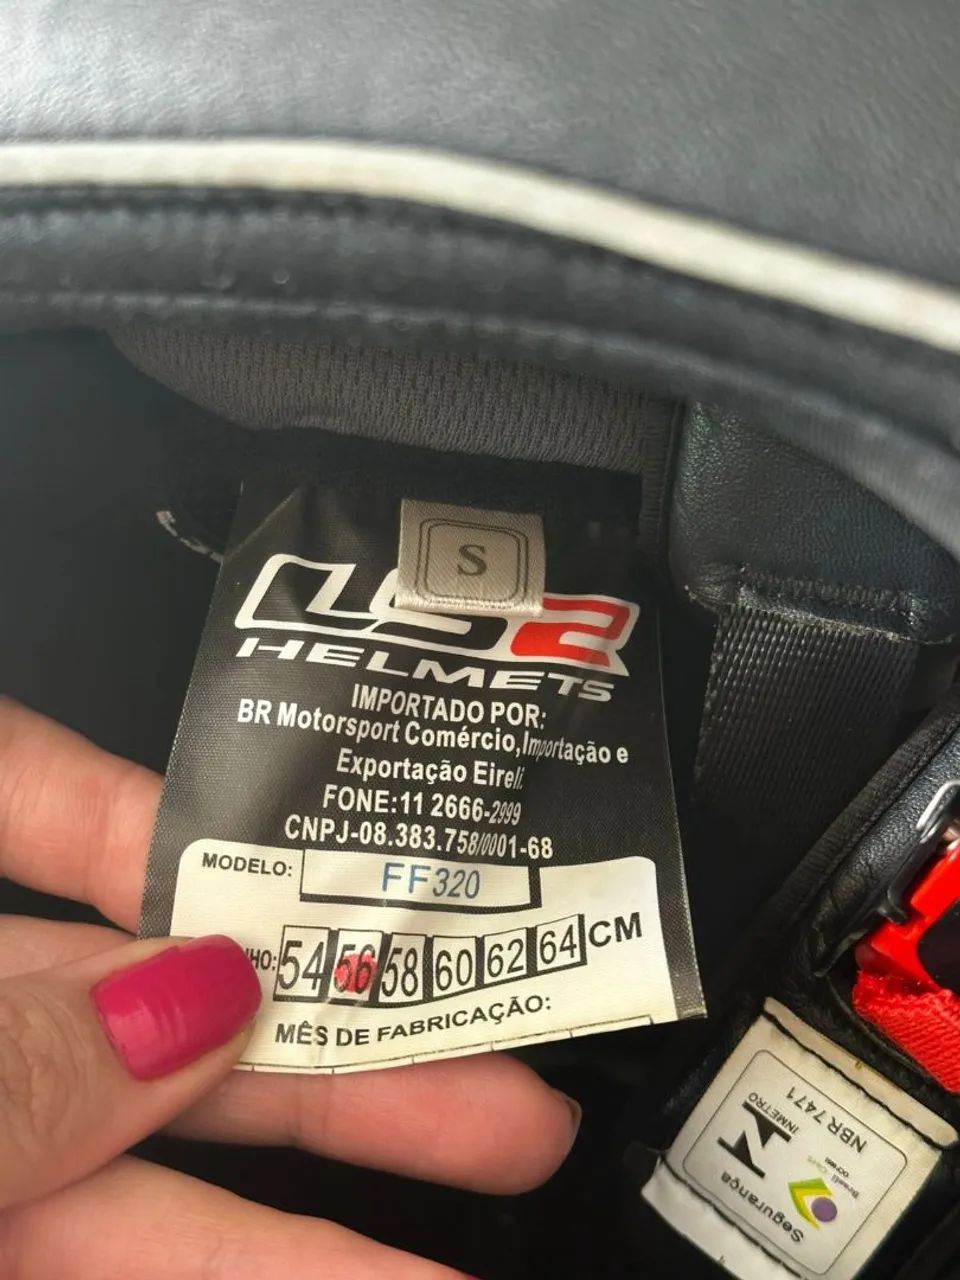 S
LS2
HELMETS
IMPORTADO POR:
BR Motorsport Comércio,Importação e
Exportação Eireli.
FONE:11 2666-2999
CNPJ-08.383.758/0001-68
MODELO: FF320
HO: 54 56 58 60 62 64 CM
MÊS DE FABRICAÇÃO:
NBR 7471
INMETRO
Segurança